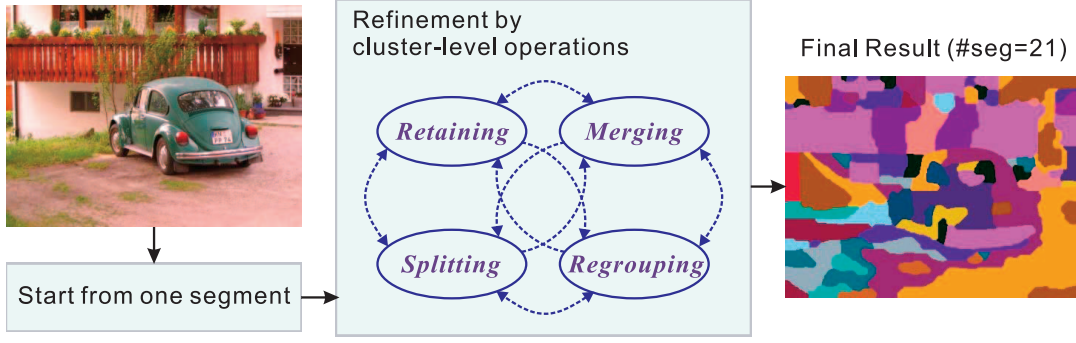 Refinement by
cluster-level operations
Retaining
Merging
Splitting
Regrouping
Start from one segment
Final Result (#seg=21)